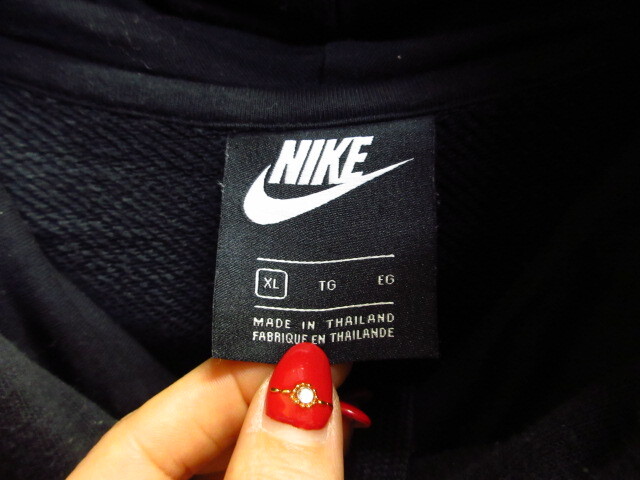 NIKE
XL TG EG
MADE IN THAILAND
FABRIQUE EN THAILANDE